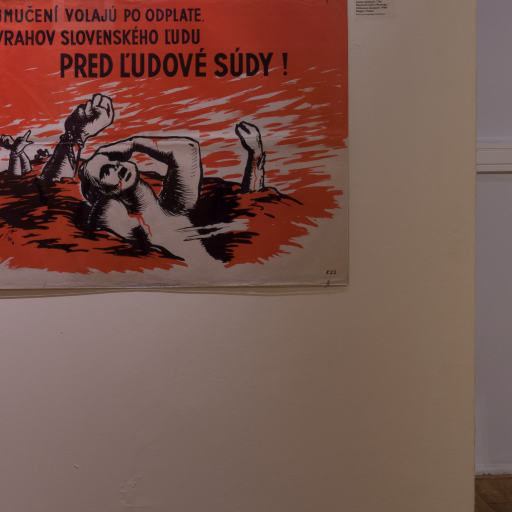 UMUČENÍ VOLAJÚ PO ODPLATE.
VRAHOV SLOVENSKÉHO ĽUDU
PRED ĽUDOVÉ SÚDY !